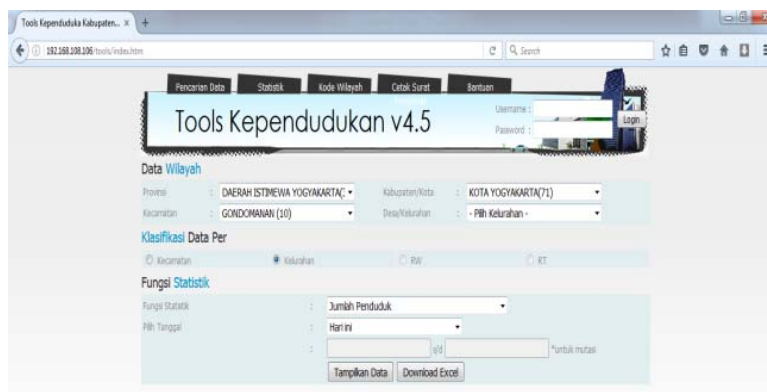 Tools Kependuduka Kabupaten... × +
192.168.108.106/tools/index.htm
Search
Pencarian Data Statistik Kode Wilayah Cetak Surat Bantuan
Tools Kependudukan v4.5
Username :
Password :
Login
Data Wilayah
Provinsi : DAERAH ISTIMEWA YOGYAKARTA( Kabupaten/Kota : KOTA YOGYAKARTA(71)
Kecamatan : GONDOMANAN (10) Desa/Kelurahan : - Pilih Kelurahan -
Klasifikasi Data Per
Kecamatan Kelurahan RW RT
Fungsi Statistik
Fungsi Statistik : Jumlah Penduduk
Pilih Tanggal : Hari ini
: s/d *untuk mutasi
Tampilkan Data Download Excel